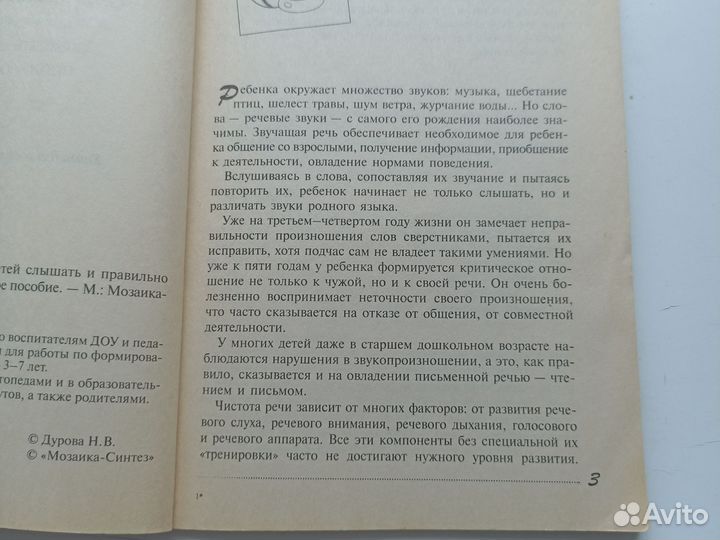 тей слышать и правильно
е пособие. — М.: Мозаика-
о воспитателям ДОУ и педа-
и для работы по формирова-
3–7 лет.
топедами и в образователь-
утов, а также родителями.
© Дурова Н.В.
© «Мозаика-Синтез»
Ребенка окружает множество звуков: музыка, щебетание
птиц, шелест травы, шум ветра, журчание воды... Но сло-
ва — речевые звуки — с самого его рождения наиболее зна-
чимы. Звучащая речь обеспечивает необходимое для ребен-
ка общение со взрослыми, получение информации, приобщение
к деятельности, овладение нормами поведения.
Вслушиваясь в слова, сопоставляя их звучание и пытаясь
повторить их, ребенок начинает не только слышать, но и
различать звуки родного языка.
Уже на третьем—четвертом году жизни он замечает непра-
вильности произношения слов сверстниками, пытается их
исправить, хотя подчас сам не владеет такими умениями. Но
уже к пяти годам у ребенка формируется критическое отно-
шение не только к чужой, но и к своей речи. Он очень бо-
лезненно воспринимает неточности своего произношения,
что часто сказывается на отказе от общения, от совместной
деятельности.
У многих детей даже в старшем дошкольном возрасте на-
блюдаются нарушения в звукопроизношении, а это, как пра-
вило, сказывается и на овладении письменной речью — чте-
нием и письмом.
Чистота речи зависит от многих факторов: от развития рече-
вого слуха, речевого внимания, речевого дыхания, голосового
и речевого аппарата. Все эти компоненты без специальной их
«тренировки» часто не достигают нужного уровня развития.
3
1*
Avito